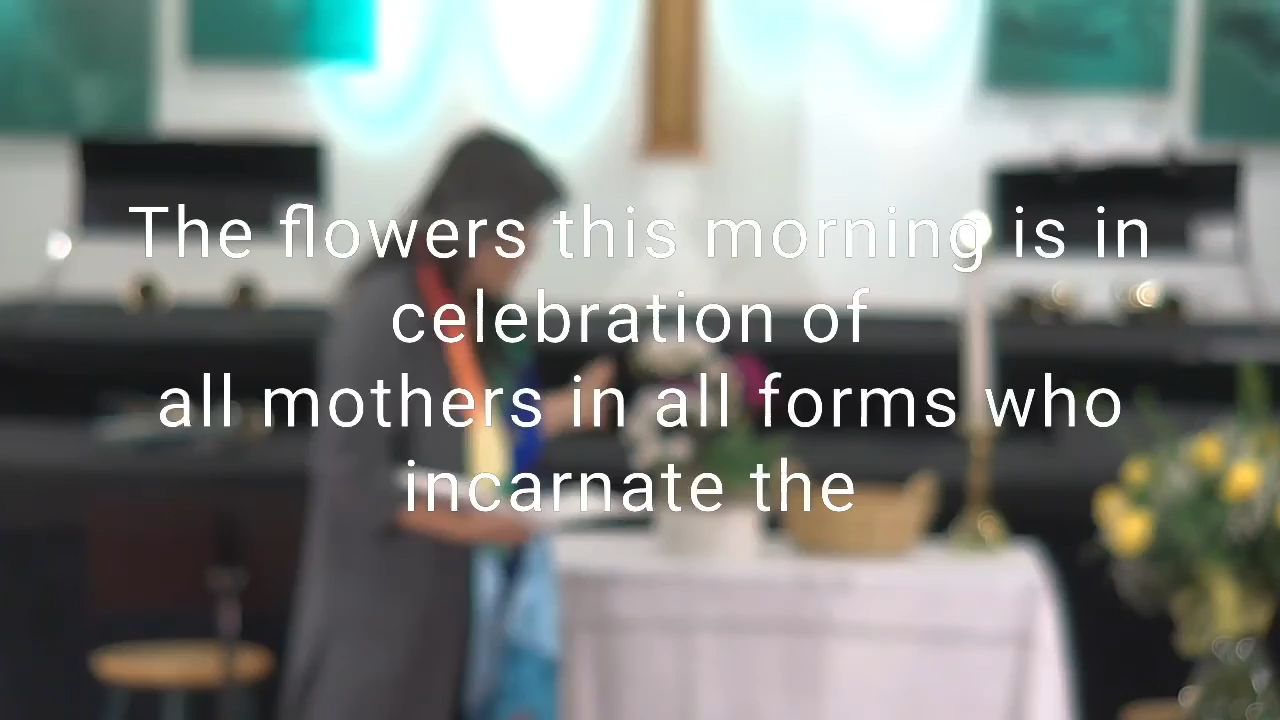 The flowers this morning is in
celebration of
all mothers in all forms who
incarnate the